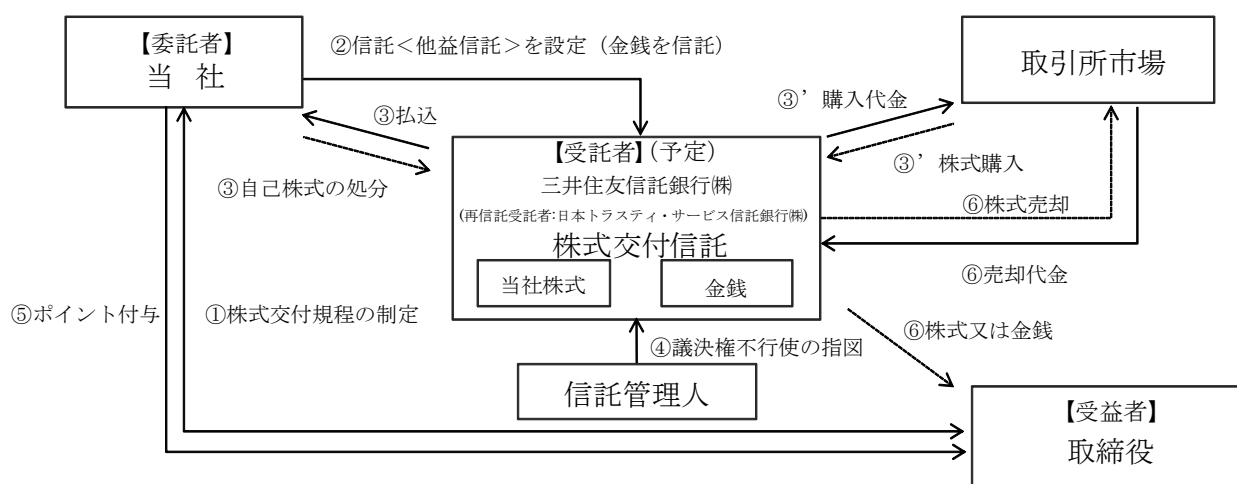 【委託者】
当 社
②信託<他益信託>を設定（金銭を信託）
取引所市場
③払込
③’購入代金
【受託者】(予定)
三井住友信託銀行㈱
(再信託受託者:日本トラスティ・サービス信託銀行㈱)
株式交付信託
当社株式
金銭
③自己株式の処分
③’株式購入
⑥株式売却
⑥売却代金
⑤ポイント付与
①株式交付規程の制定
⑥株式又は金銭
④議決権不行使の指図
信託管理人
【受益者】
取締役